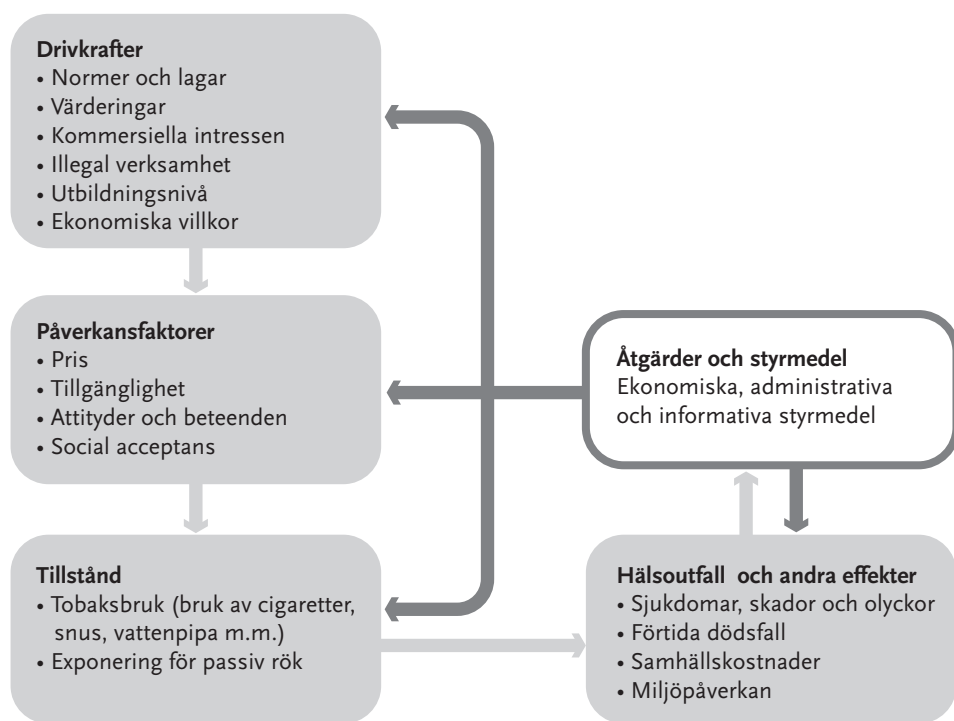 Drivkrafter
• Normer och lagar
• Värderingar
• Kommersiella intressen
• Illegal verksamhet
• Utbildningsnivå
• Ekonomiska villkor
Påverkansfaktorer
• Pris
• Tillgänglighet
• Attityder och beteenden
• Social acceptans
Åtgärder och styrmedel
Ekonomiska, administrativa
och informativa styrmedel
Tillstånd
• Tobaksbruk (bruk av cigaretter,
snus, vattenpipa m.m.)
• Exponering för passiv rök
Hälsoutfall och andra effekter
• Sjukdomar, skador och olyckor
• Förtida dödsfall
• Samhällskostnader
• Miljöpåverkan